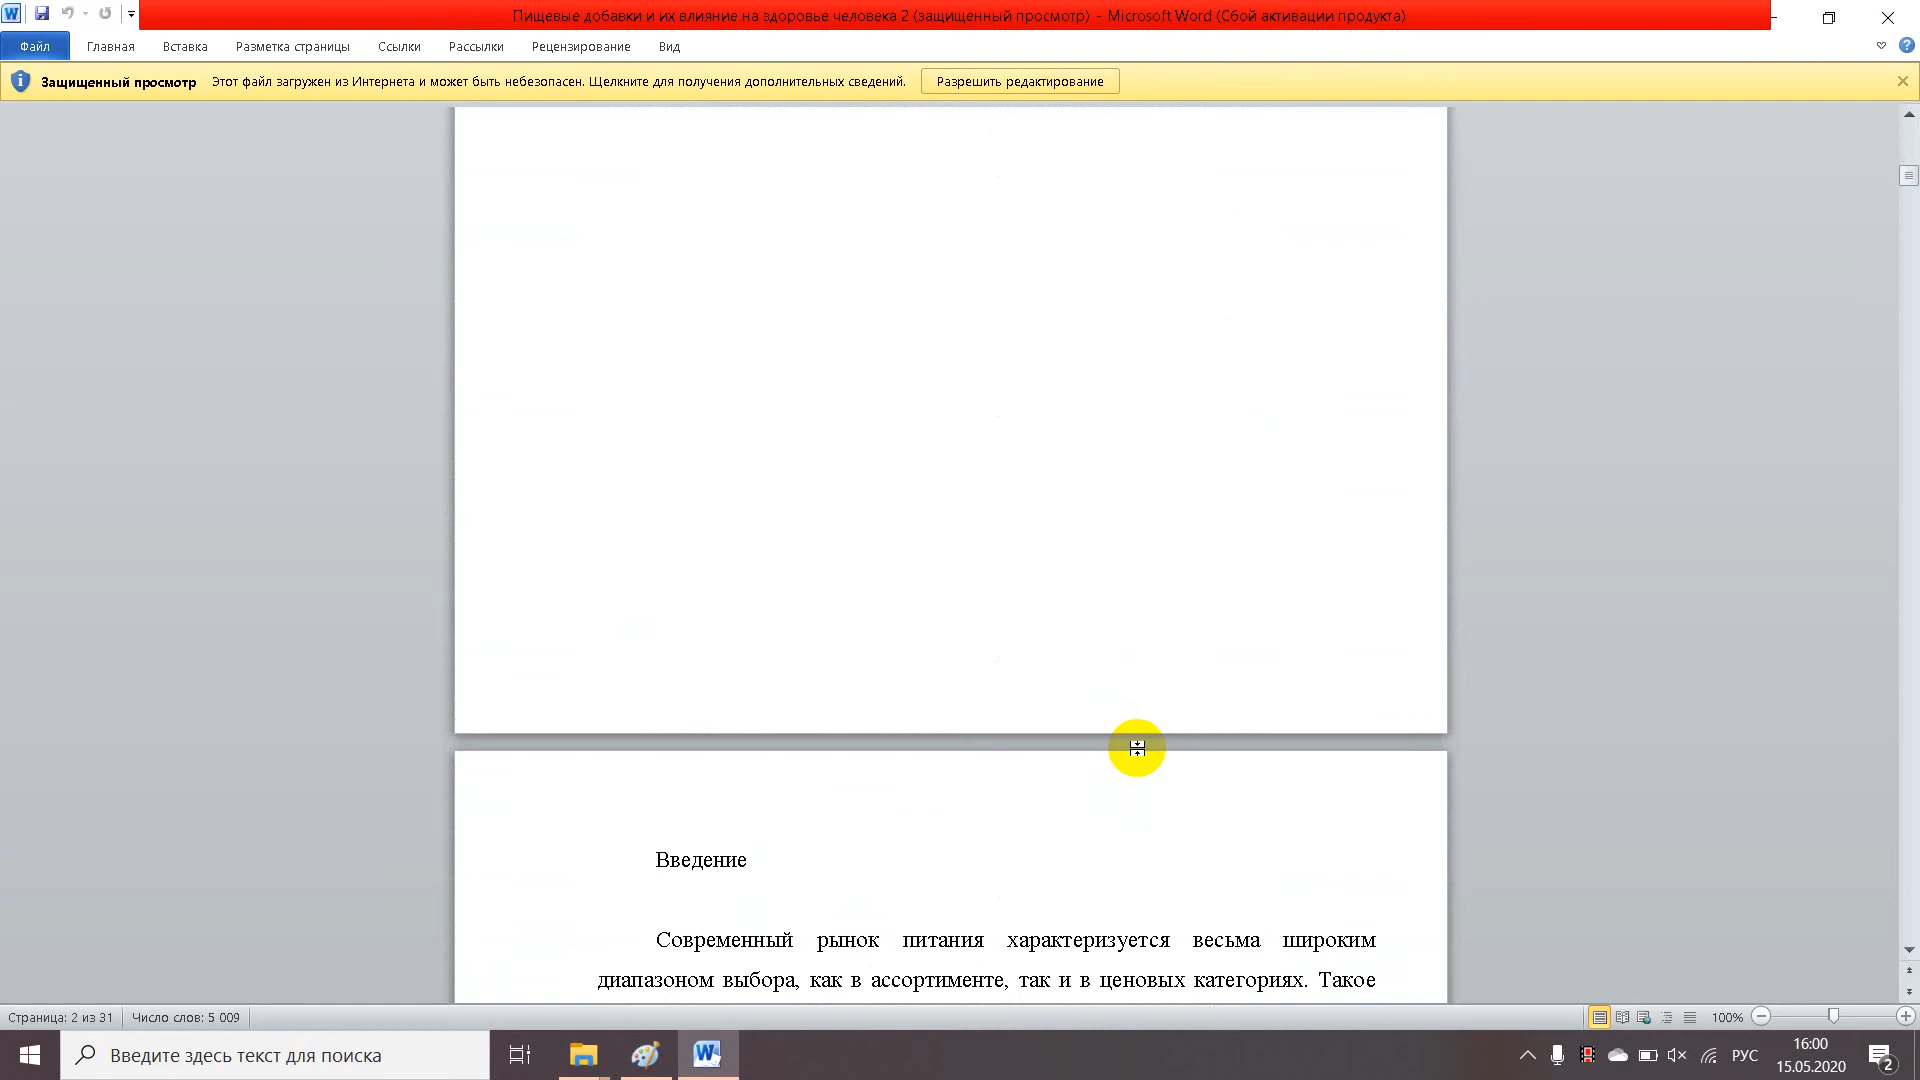 Пищевые добавки и их влияние на здоровье человека 2 (защищенный просмотр) - Microsoft Word (Сбой активации продукта)
Файл Главная Вставка Разметка страницы Ссылки Рассылки Рецензирование Вид
Защищенный просмотр Этот файл загружен из Интернета и может быть небезопасен. Щелкните для получения дополнительных сведений. Разрешить редактирование
Введение
Современный рынок питания характеризуется весьма широким
диапазоном выбора, как в ассортименте, так и в ценовых категориях. Такое
Страница: 2 из 31 Число слов: 5 009 100%
Введите здесь текст для поиска РУС 16:00
15.05.2020 2